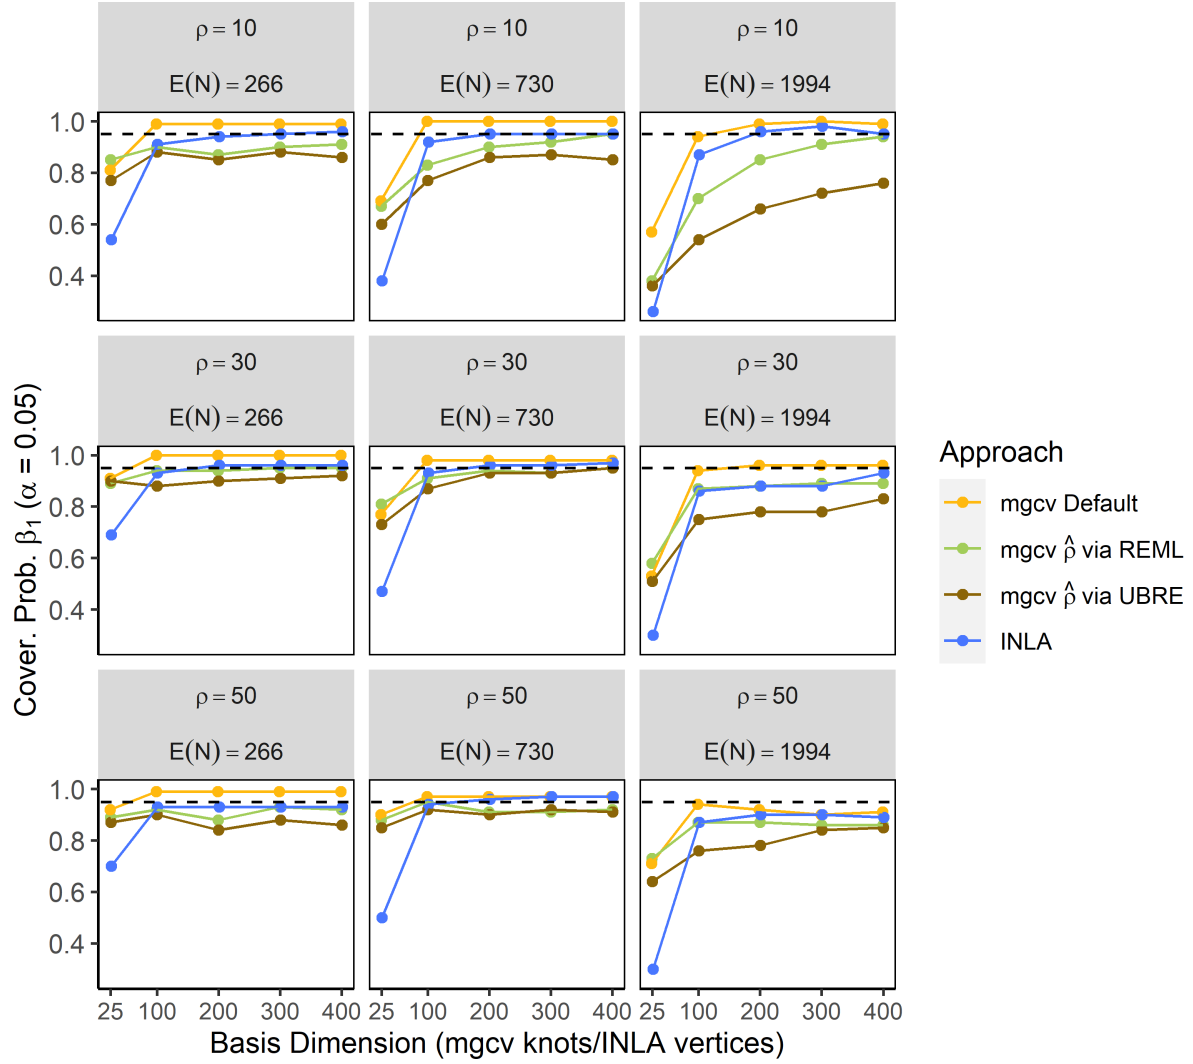 ρ = 10 ρ = 10 ρ = 10
E(N) = 266 E(N) = 730 E(N) = 1994
1.0
0.8
0.6
0.4
ρ = 30 ρ = 30 ρ = 30
E(N) = 266 E(N) = 730 E(N) = 1994
1.0
0.8
0.6
0.4
ρ = 50 ρ = 50 ρ = 50
E(N) = 266 E(N) = 730 E(N) = 1994
1.0
0.8
0.6
0.4
25 100 200 300 400 25 100 200 300 400 25 100 200 300 400
Basis Dimension (mgcv knots/INLA vertices)
Cover. Prob. β₁ (α = 0.05)
Approach
mgcv Default
mgcv ρ̂ via REML
mgcv ρ̂ via UBRE
INLA